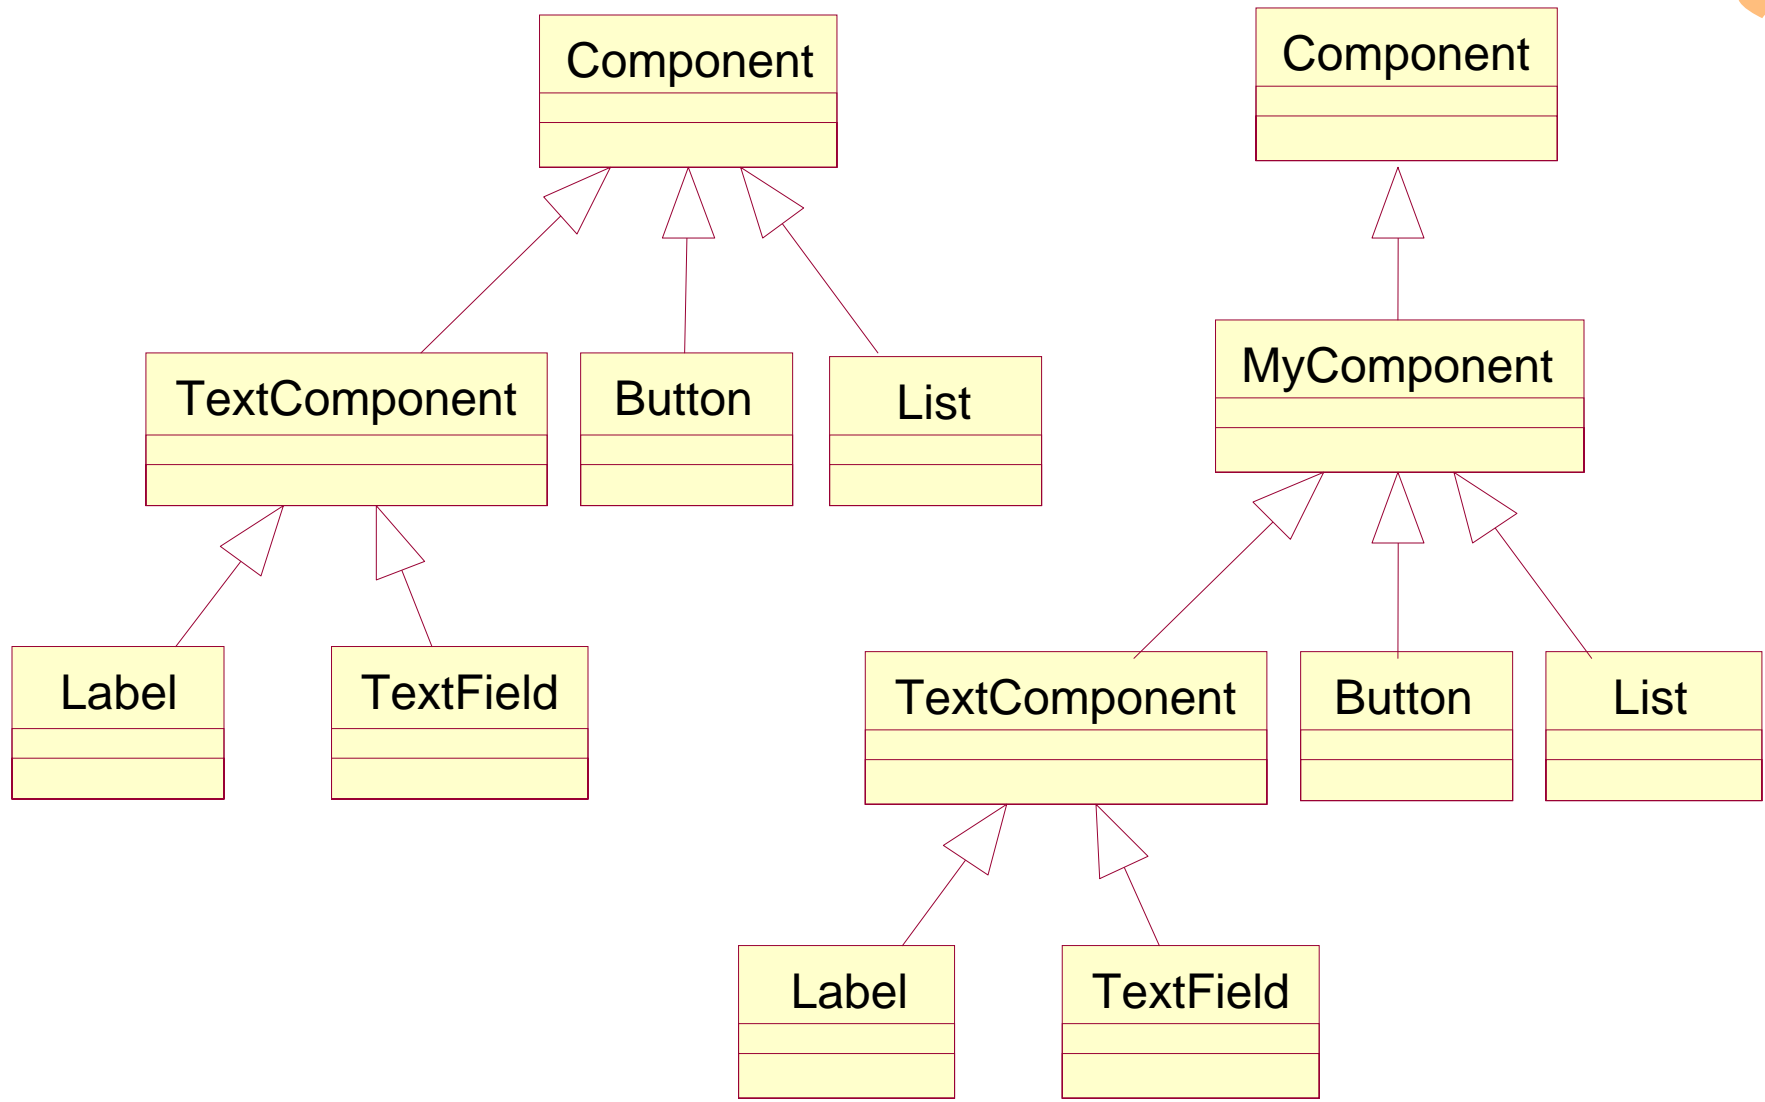 Component
TextComponent
Button
List
Label
TextField
Component
MyComponent
TextComponent
Button
List
Label
TextField